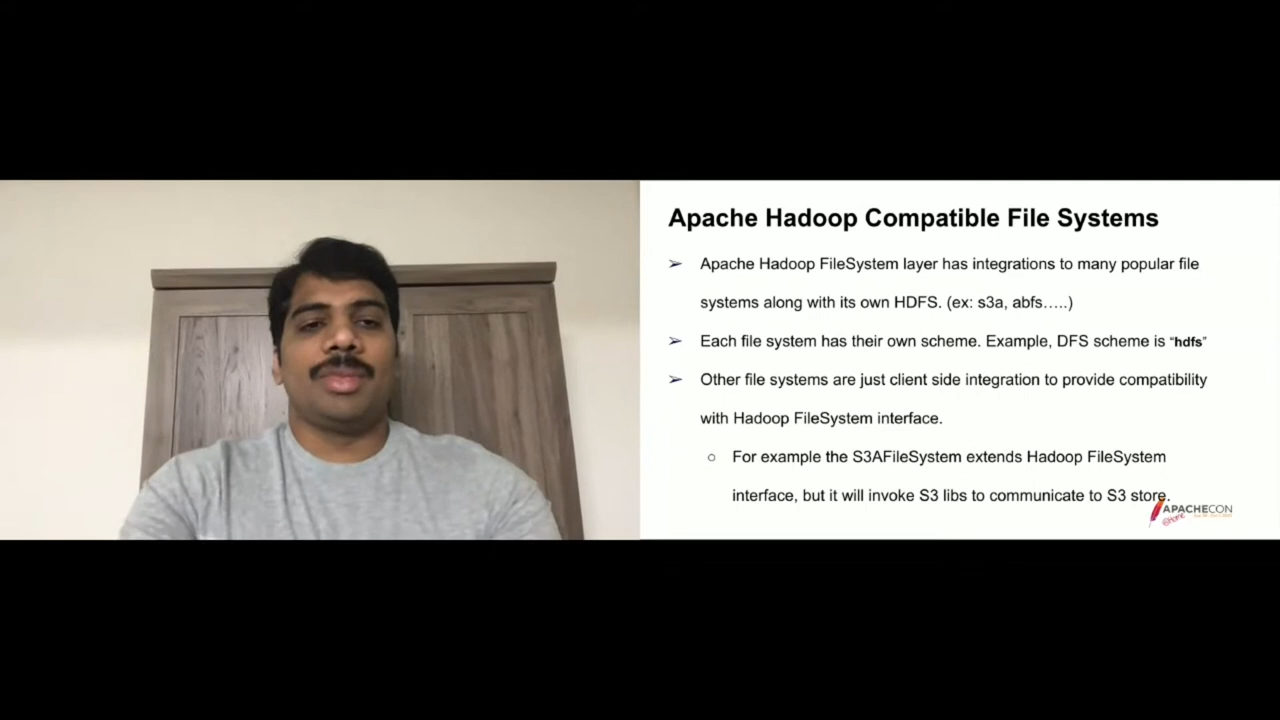 Apache Hadoop Compatible File Systems
➢ Apache Hadoop FileSystem layer has integrations to many popular file
systems along with its own HDFS. (ex: s3a, abfs…..)
➢ Each file system has their own scheme. Example, DFS scheme is “hdfs”
➢ Other file systems are just client side integration to provide compatibility
with Hadoop FileSystem interface.
○ For example the S3AFileSystem extends Hadoop FileSystem
interface, but it will invoke S3 libs to communicate to S3 store.
APACHECON
@Home